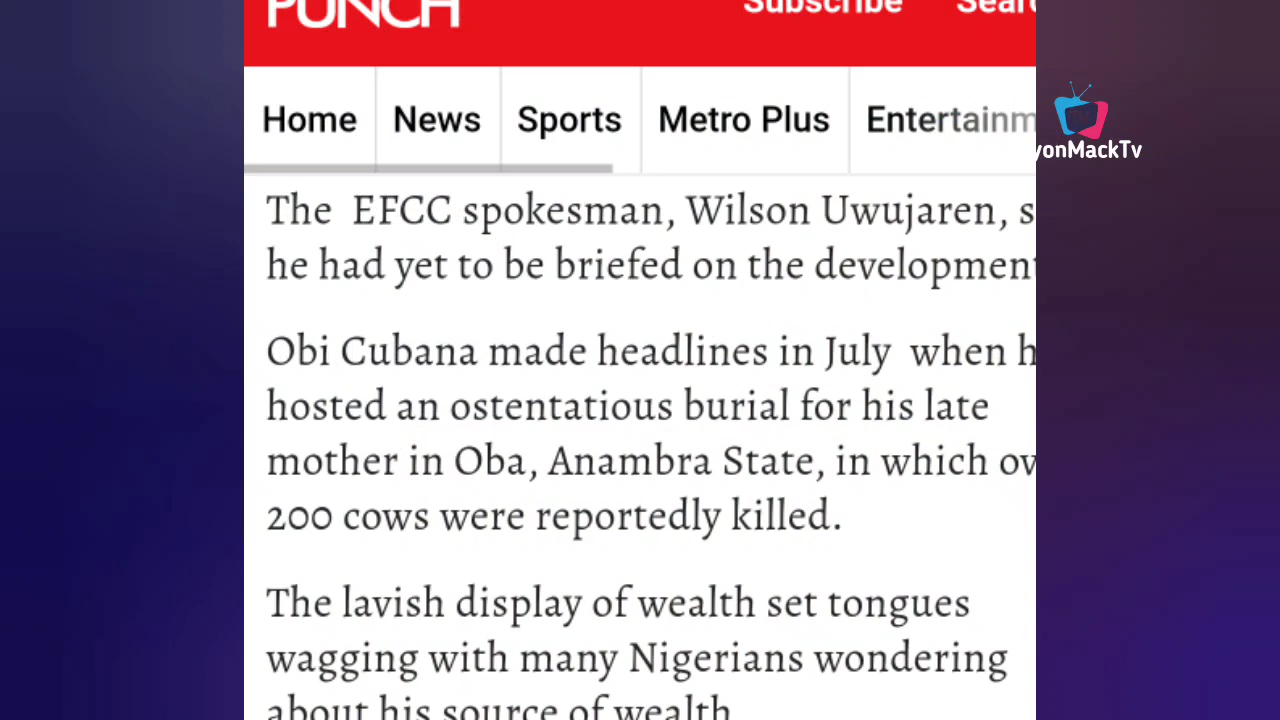 PUNCH
Subscribe
Home News Sports Metro Plus Entertainm
yonMackTv
The EFCC spokesman, Wilson Uwujaren, s
he had yet to be briefed on the development
Obi Cubana made headlines in July when h
hosted an ostentatious burial for his late
mother in Oba, Anambra State, in which ov
200 cows were reportedly killed.
The lavish display of wealth set tongues
wagging with many Nigerians wondering
about his source of wealth